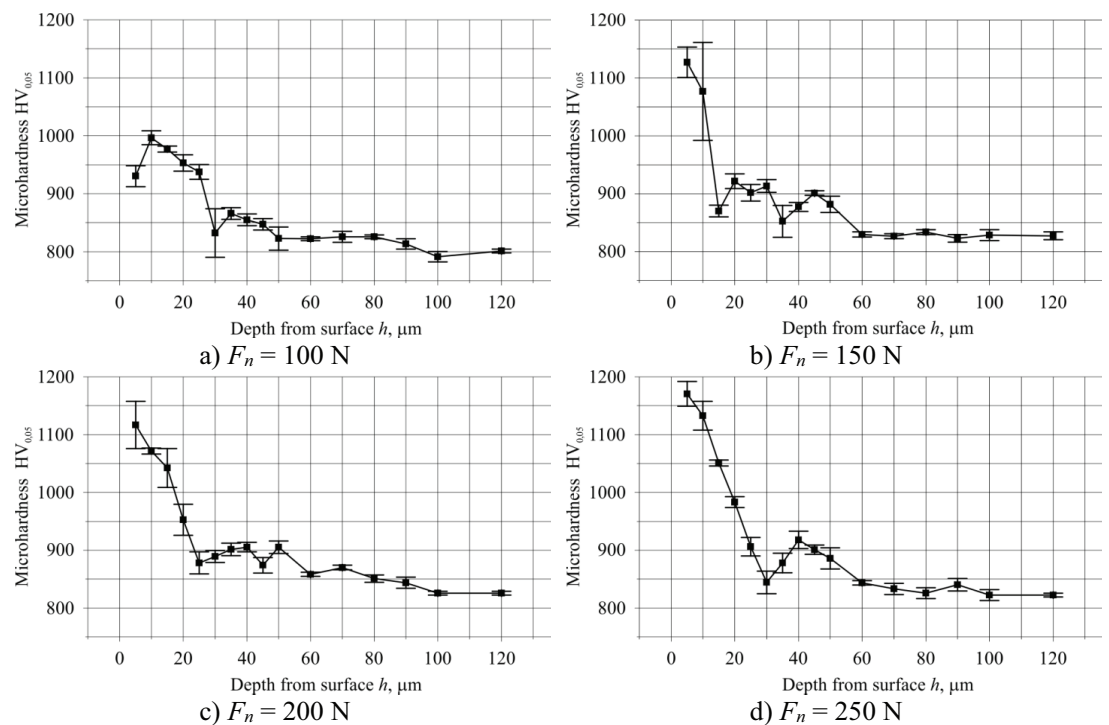 1200
1100
1000
900
800
Microhardness HV0,05
0 20 40 60 80 100 120
Depth from surface h, μm
a) Fn = 100 N
1200
1100
1000
900
800
Microhardness HV0,05
0 20 40 60 80 100 120
Depth from surface h, μm
b) Fn = 150 N
1200
1100
1000
900
800
Microhardness HV0,05
0 20 40 60 80 100 120
Depth from surface h, μm
c) Fn = 200 N
1200
1100
1000
900
800
Microhardness HV0,05
0 20 40 60 80 100 120
Depth from surface h, μm
d) Fn = 250 N